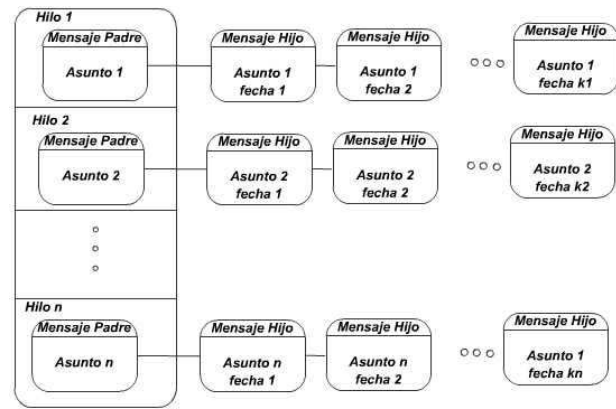 Hilo 1
Mensaje Padre
Asunto 1
Mensaje Hijo
Asunto 1
fecha 1
Mensaje Hijo
Asunto 1
fecha 2
Mensaje Hijo
Asunto 1
fecha k1
Hilo 2
Mensaje Padre
Asunto 2
Mensaje Hijo
Asunto 2
fecha 1
Mensaje Hijo
Asunto 2
fecha 2
Mensaje Hijo
Asunto 2
fecha k2
Hilo n
Mensaje Padre
Asunto n
Mensaje Hijo
Asunto n
fecha 1
Mensaje Hijo
Asunto n
fecha 2
Mensaje Hijo
Asunto 1
fecha kn